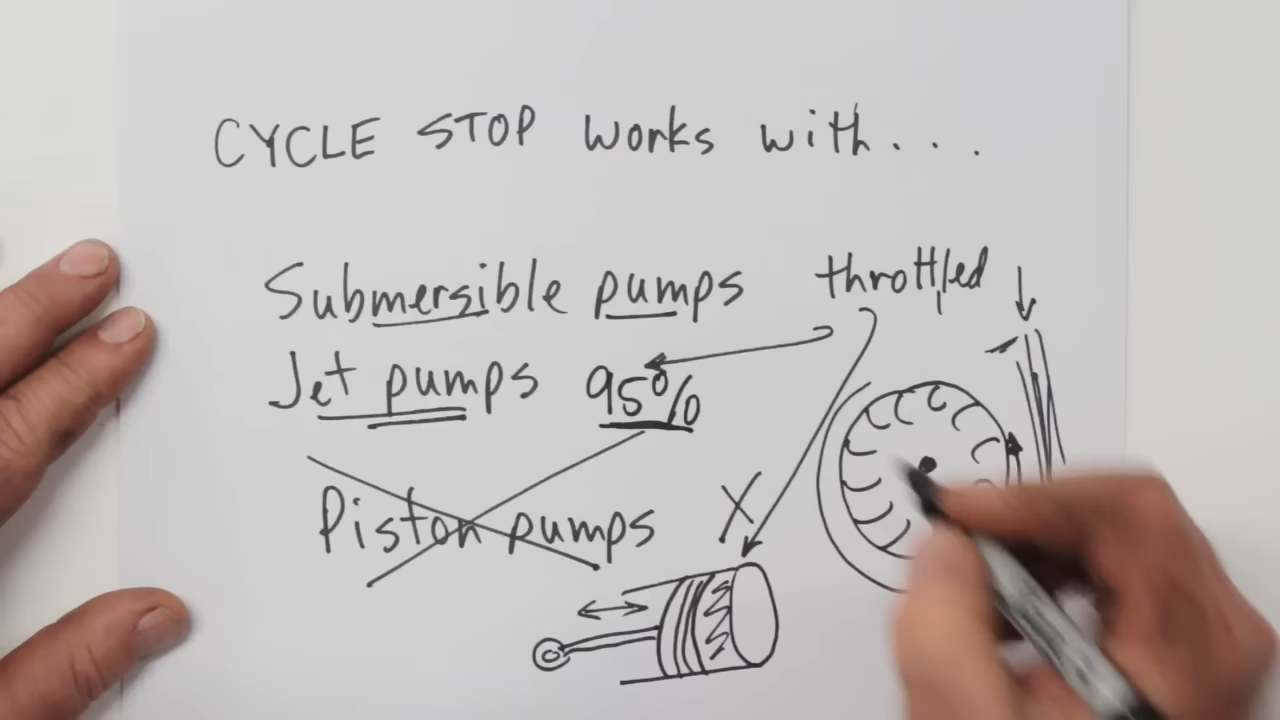 CYCLE STOP works with...
Submersible pumps throttled
Jet pumps 95%
Piston pumps X